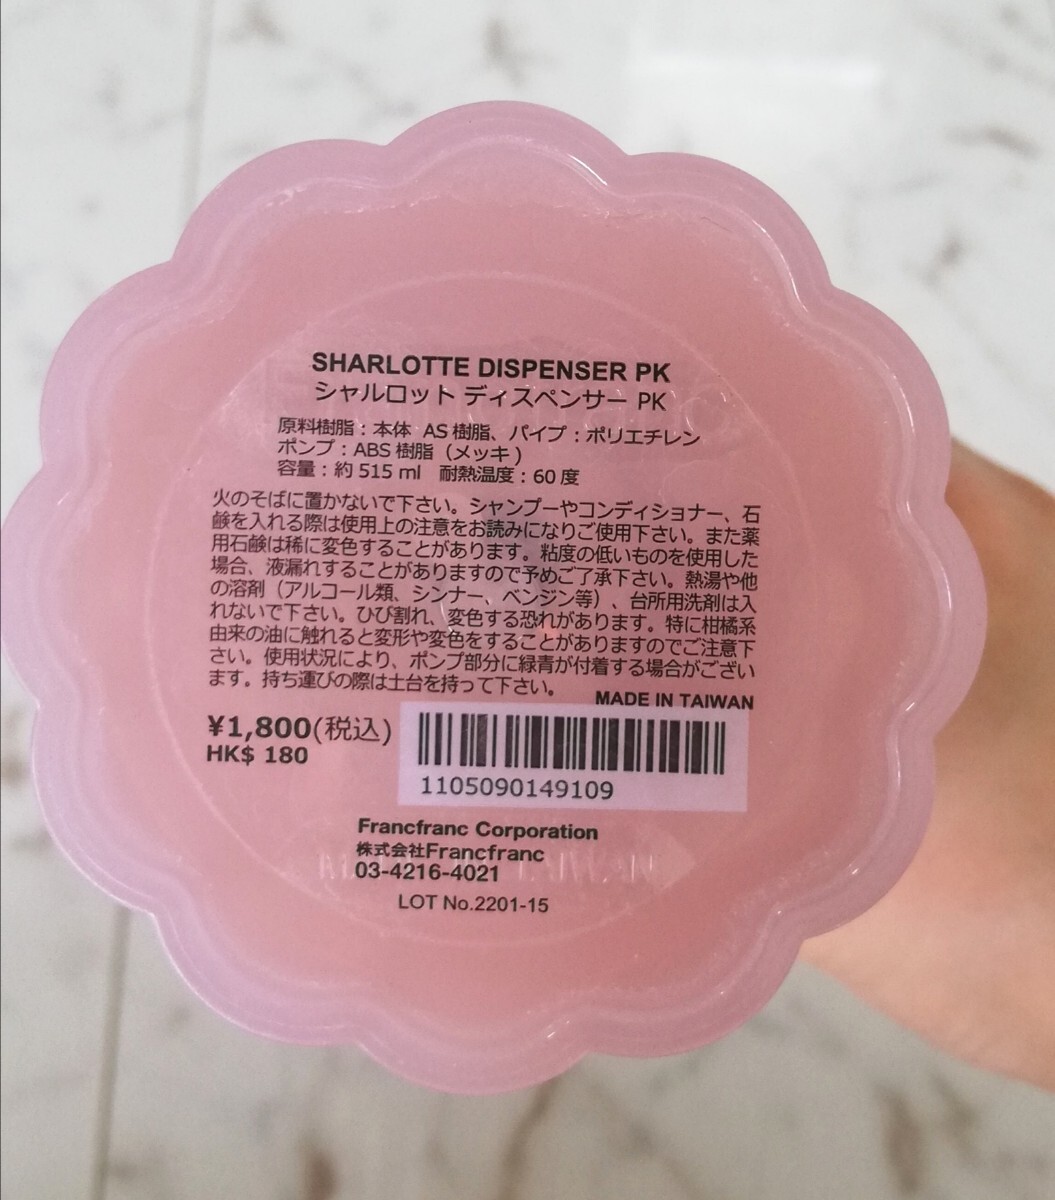 SHARLOTTE DISPENSER PK
シャルロット ディスペンサー PK
原料樹脂：本体 AS樹脂、パイプ：ポリエチレン
ポンプ：ABS樹脂（メッキ）
容量：約515 ml 耐熱温度：60度
火のそばに置かないで下さい。シャンプーやコンディショナー、石
鹸を入れる際は使用上の注意をお読みになりご使用下さい。また薬
用石鹸は稀に変色することがあります。粘度の低いものを使用した
場合、液漏れすることがありますので予めご了承下さい。熱湯や他
の溶剤（アルコール類、シンナー、ベンジン等）、台所用洗剤は入
れないで下さい。ひび割れ、変色する恐れがあります。特に柑橘系
由来の油に触れると変形や変色をすることがありますのでご注意下
さい。使用状況により、ポンプ部分に緑青が付着する場合がござい
ます。持ち運びの際は土台を持って下さい。
MADE IN TAIWAN
¥1,800(税込)
HK$ 180
1105090149109
Francfranc Corporation
株式会社Francfranc
03-4216-4021
LOT No.2201-15